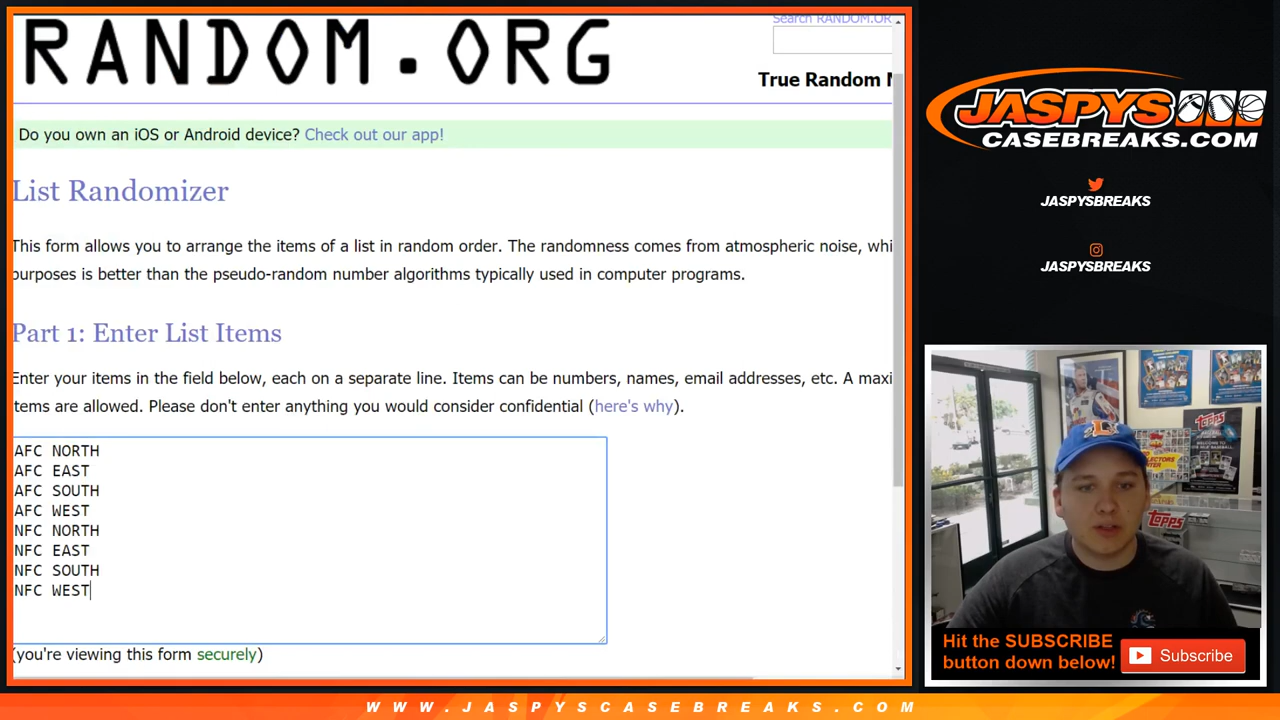 RANDOM.ORG
Search RANDOM.OR
True Random
Do you own an iOS or Android device? Check out our app!
List Randomizer
This form allows you to arrange the items of a list in random order. The randomness comes from atmospheric noise, whi
purposes is better than the pseudo-random number algorithms typically used in computer programs.
Part 1: Enter List Items
Enter your items in the field below, each on a separate line. Items can be numbers, names, email addresses, etc. A maxi
items are allowed. Please don't enter anything you would consider confidential (here's why).
AFC NORTH
AFC EAST
AFC SOUTH
AFC WEST
NFC NORTH
NFC EAST
NFC SOUTH
NFC WEST
(you're viewing this form securely)
JASPYS
CASEBREAKS.COM
JASPYSBREAKS
JASPYSBREAKS
topps
Topps
Hit the SUBSCRIBE
button down below!
Subscribe
WWW.JASPYSCASEBREAKS.COM